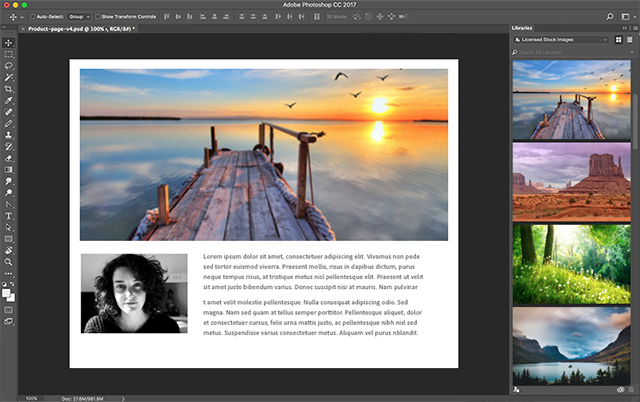 Adobe Photoshop CC 2017
Auto-Select: Group Show Transform Controls 3D Mode:
Product-page-v4.psd @ 100% (RGB/8#) *
Libraries
Licensed Stock Images
Search All Libraries
Lorem ipsum dolor sit amet, consectetuer adipiscing elit. Vivamus non pede
sed tortor euismod viverra. Praesent mollis, risus in dapibus dictum, purus
neque tempus risus, at tristique metus nisl pellentesque elit. Praesent ut velit
sit amet justo bibendum varius. Donec suscipit nisi at mauris. Nam pulvinar
t amet velit molestie pellentesque. Nulla consequat adipiscing odio. Sed
magna. Nam sed quam at tellus semper porttitor. Pellentesque aliquet, dolor
et consectetuer cursus, felis urna mattis justo, ac pellentesque nibh nisl sed
metus. Suspendisse varius consectetuer metus. Aliquam vel purus nblandit.
100% Doc: 27.6M/981.9M